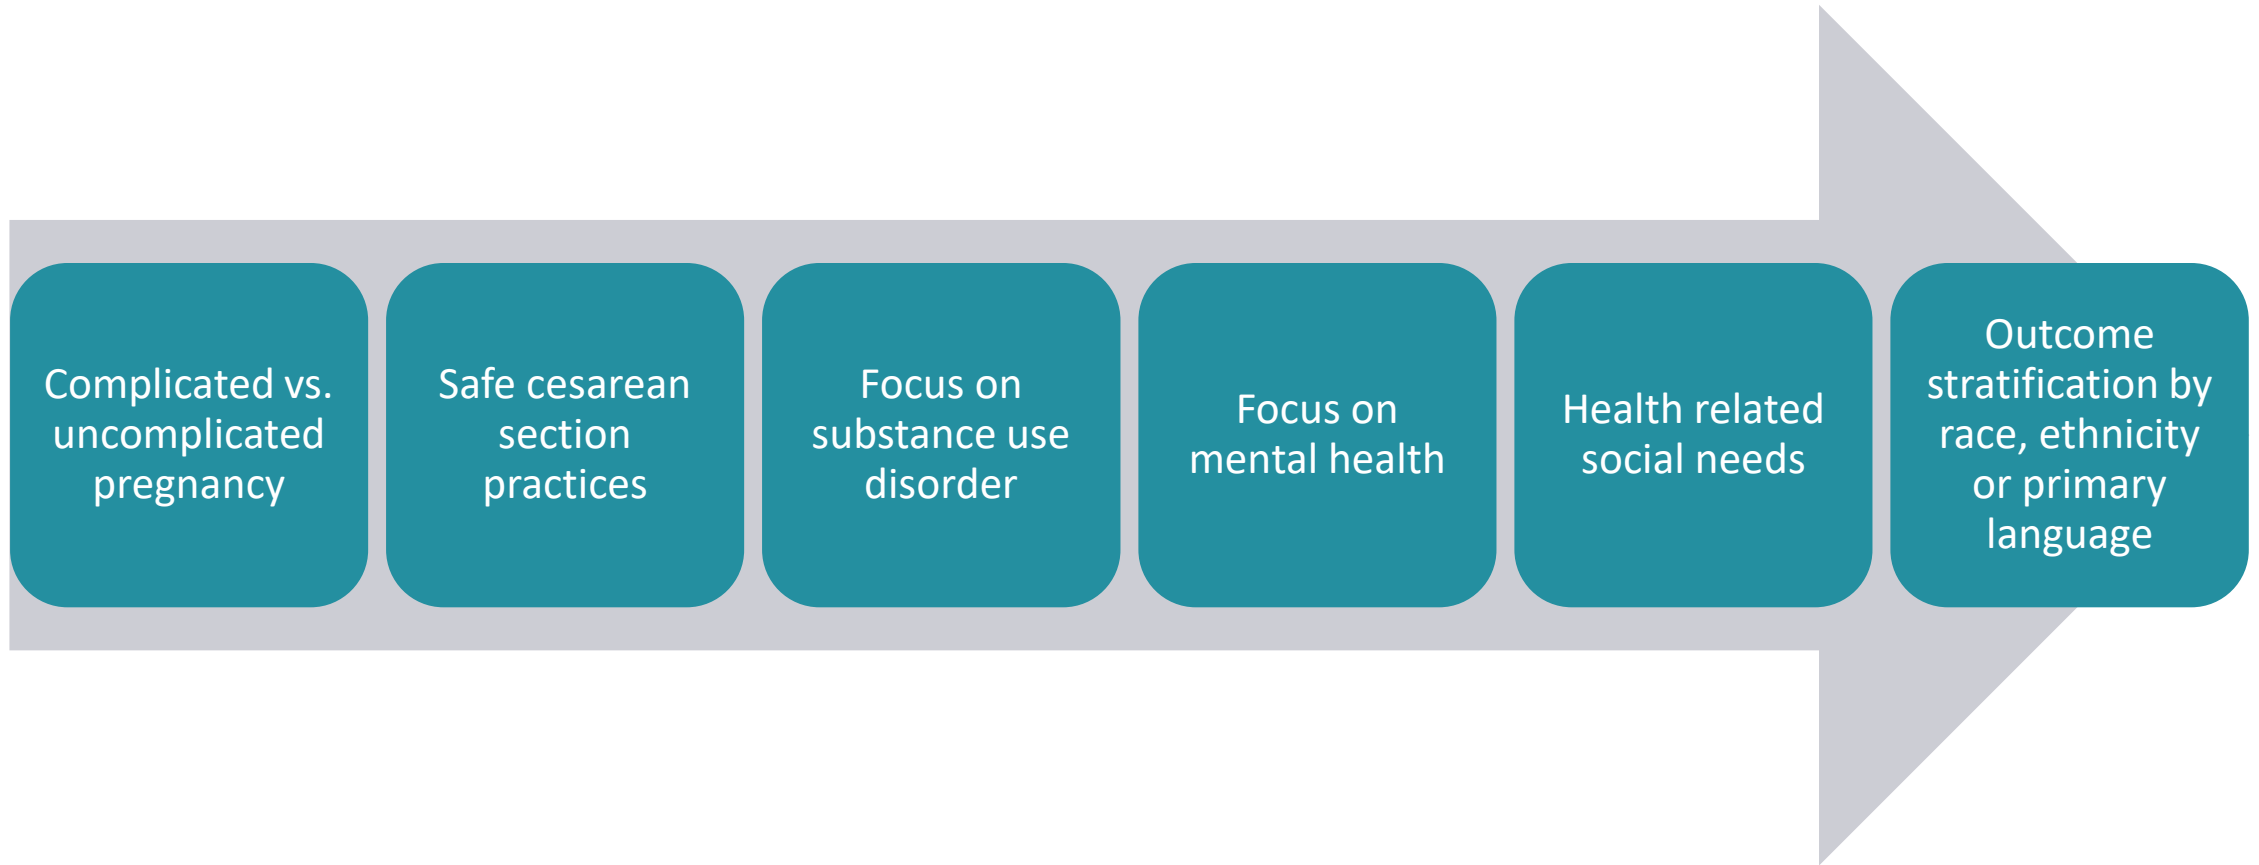 Complicated vs.
uncomplicated
pregnancy
Safe cesarean
section
practices
Focus on
substance use
disorder
Focus on
mental health
Health related
social needs
Outcome
stratification by
race, ethnicity
or primary
language